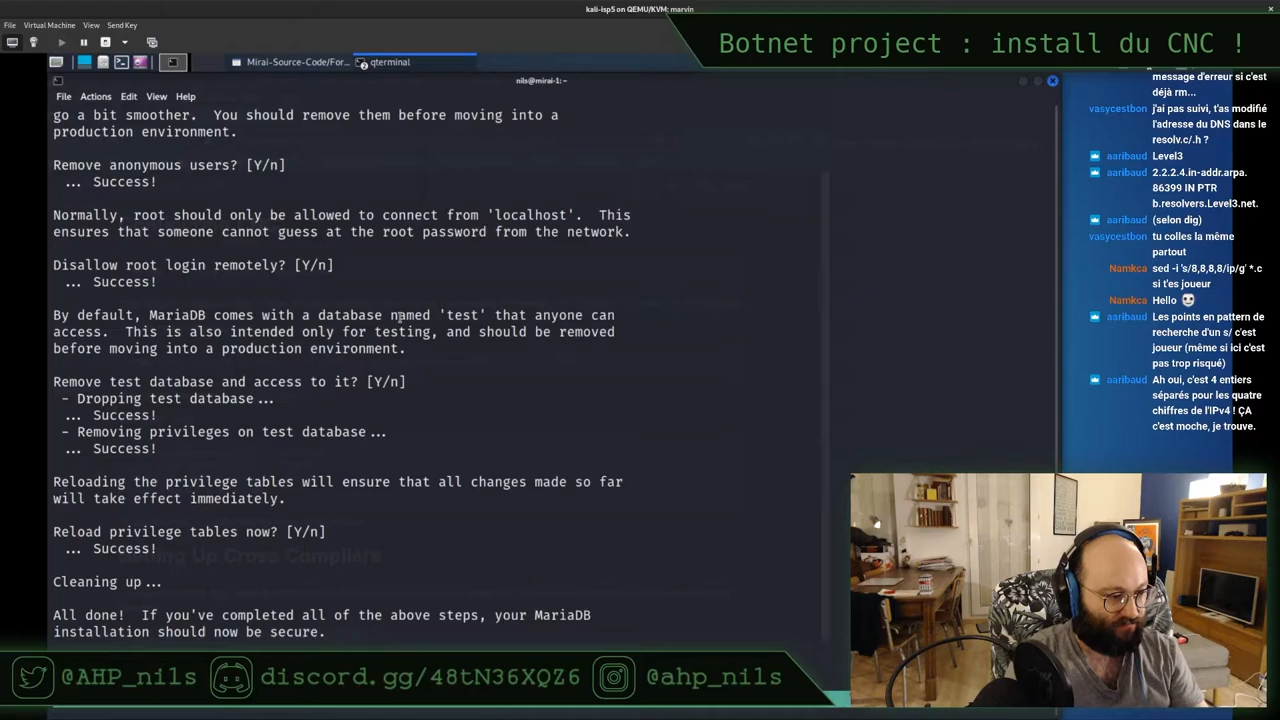 kali-isp5 on QEMU/KVM: marvin
File Virtual Machine View Send Key
Botnet project : install du CNC !
Mirai-Source-Code/For...
qterminal
nils@mirai-1: ~
File Actions Edit View Help
go a bit smoother. You should remove them before moving into a
production environment.
Remove anonymous users? [Y/n]
... Success!
Normally, root should only be allowed to connect from 'localhost'. This
ensures that someone cannot guess at the root password from the network.
Disallow root login remotely? [Y/n]
... Success!
By default, MariaDB comes with a database named 'test' that anyone can
access. This is also intended only for testing, and should be removed
before moving into a production environment.
Remove test database and access to it? [Y/n]
- Dropping test database...
... Success!
- Removing privileges on test database...
... Success!
Reloading the privilege tables will ensure that all changes made so far
will take effect immediately.
Reload privilege tables now? [Y/n]
... Success!
Cleaning up...
All done! If you've completed all of the above steps, your MariaDB
installation should now be secure.
message d'erreur si c'est
déjà rm...
vasycestbon j'ai pas suivi, t'as modifié
l'adresse du DNS dans le
resolv.c/.h ?
aaribaud Level3
aaribaud 2.2.2.4.in-addr.arpa.
86399 IN PTR
b.resolvers.Level3.net.
aaribaud (selon dig)
vasycestbon tu colles la même
partout
Namkca sed -i 's/8,8,8,8/ip/g' *.c
si t'es joueur
Namkca Hello
aaribaud Les points en pattern de
recherche d'un s/ c'est
joueur (même si ici c'est
pas trop risqué)
aaribaud Ah oui, c'est 4 entiers
séparés pour les quatre
chiffres de l'IPv4 ! ÇA
c'est moche, je trouve.
@AHP_nils discord.gg/48tN36XQZ6 @ahp_nils